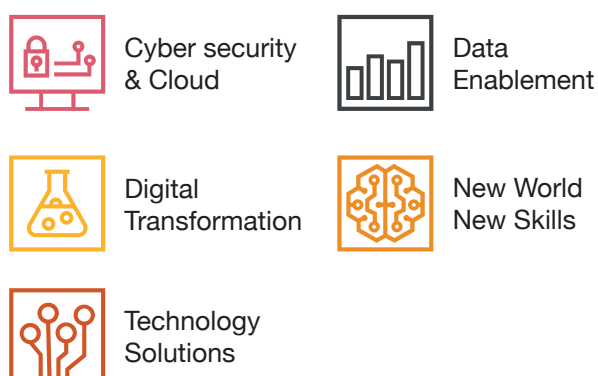 Cyber security
& Cloud
Data
Enablement
Digital
Transformation
New World
New Skills
Technology
Solutions